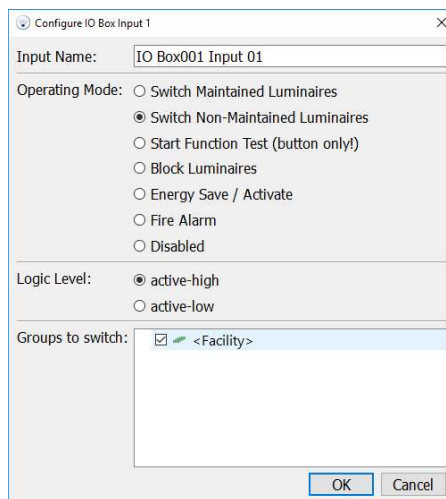 Configure IO Box Input 1
Input Name: IO Box001 Input 01
Operating Mode: Switch Maintained Luminaires
Switch Non-Maintained Luminaires
Start Function Test (button only!)
Block Luminaires
Energy Save / Activate
Fire Alarm
Disabled
Logic Level: active-high
active-low
Groups to switch: <Facility>
OK Cancel